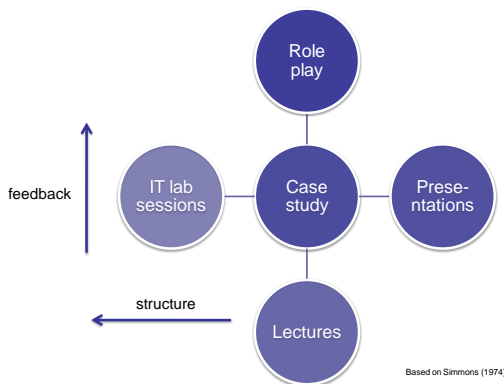 Role
play
feedback
IT lab
sessions
Case
study
Prese-
ntations
structure
Lectures
Based on Simmons (1974)